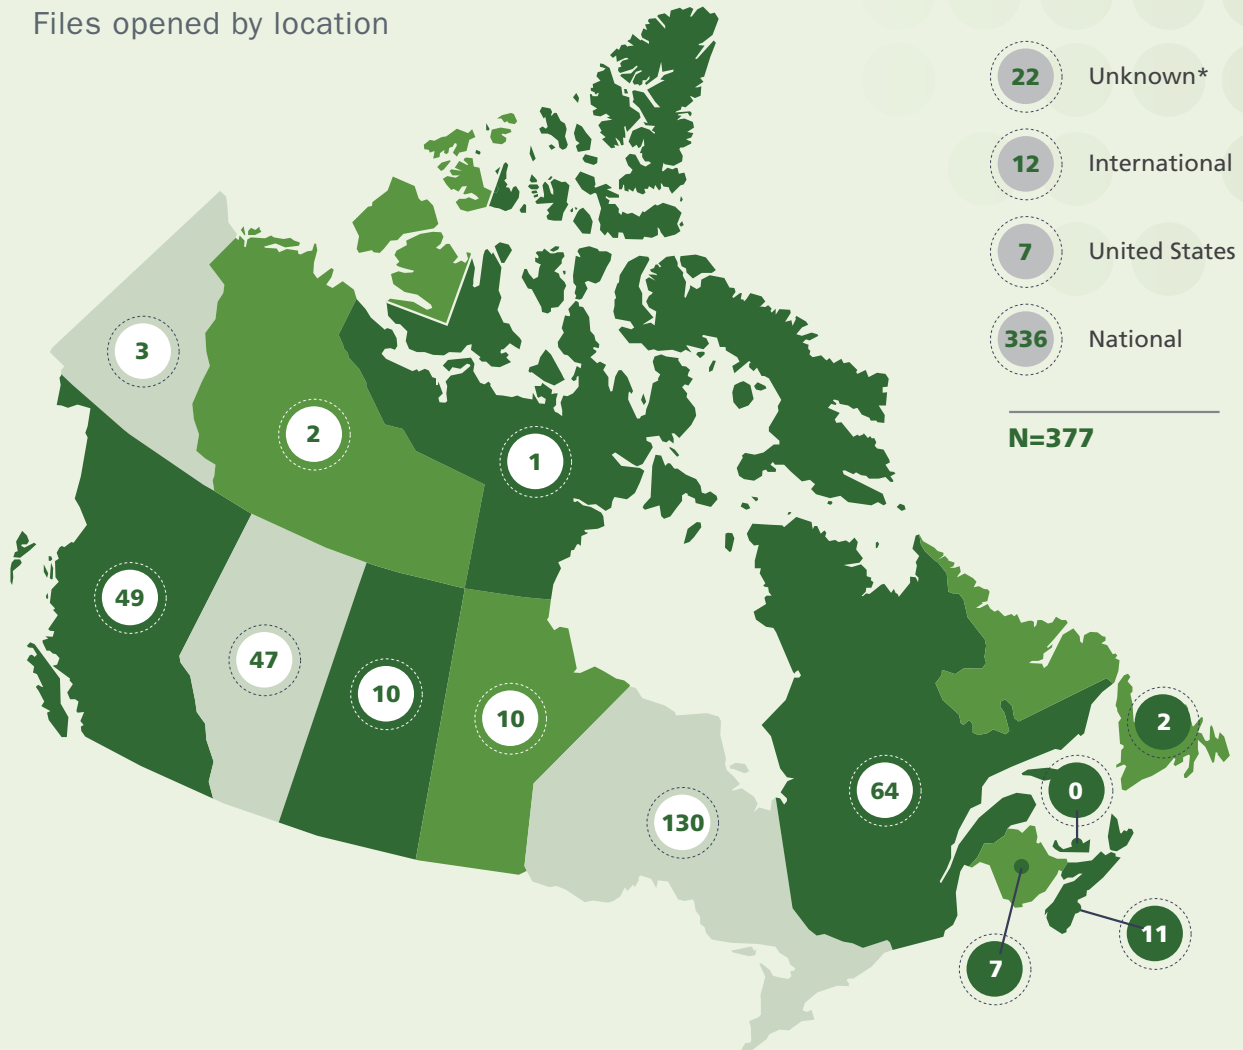 Files opened by location
22 Unknown*
12 International
7 United States
336 National
N=377
3
2
1
49
47
10
10
130
64
2
0
11
7